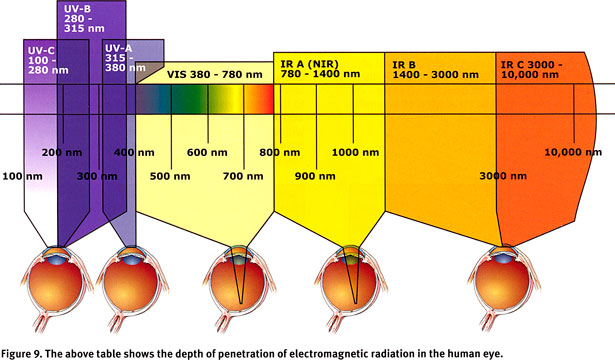 UV-B
280 -
315 nm
UV-C
100 -
280 nm
UV-A
315-
380 nm
VIS 380 - 780 nm
IR A (NIR)
780 - 1400 nm
IR B
1400 - 3000 nm
IR C 3000 -
10,000 nm
200 nm
400 nm
600 nm
800 nm
1000 nm
10,000 nm
100 nm
300 nm
500 nm
700 nm
900 nm
3000 nm
Figure 9. The above table shows the depth of penetration of electromagnetic radiation in the human eye.